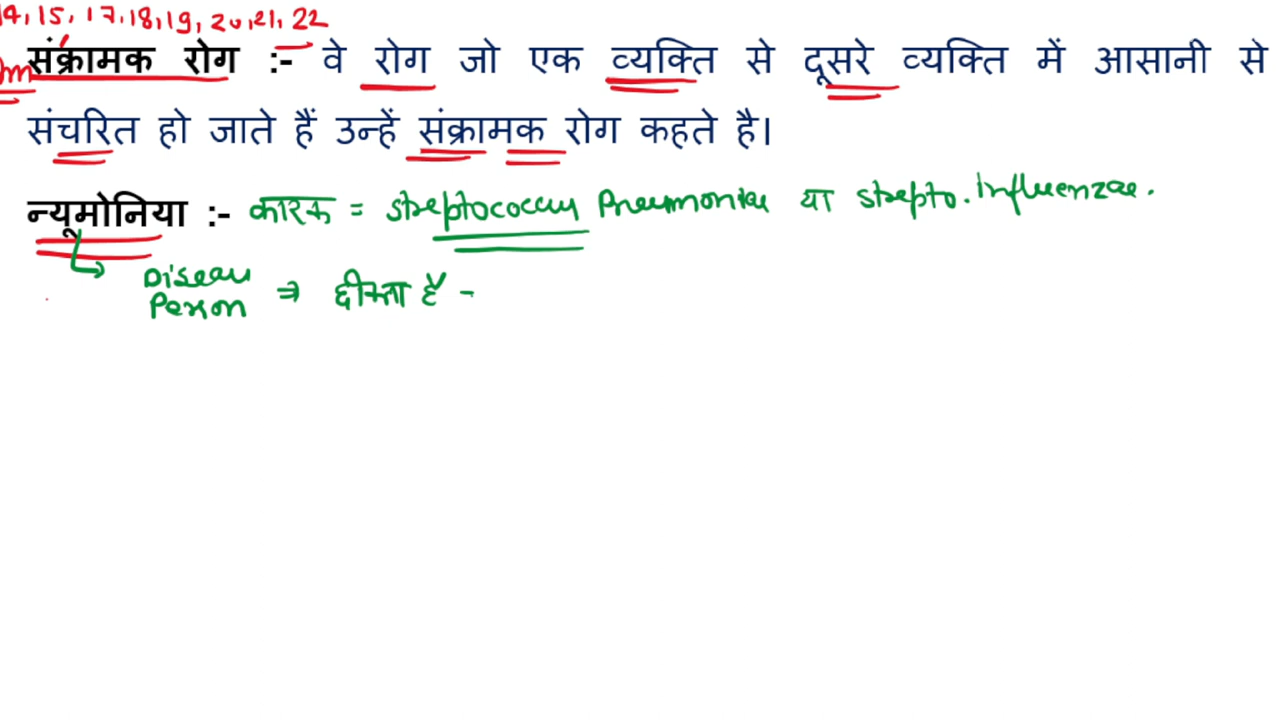 4, 15, 17, 18, 19, 20, 21, 22
संक्रामक रोग :- वे रोग जो एक व्यक्ति से दूसरे व्यक्ति में आसानी से
संचरित हो जाते हैं उन्हें संक्रामक रोग कहते है।
न्यूमोनिया :- कारक = streptococcus Pneumoniae या strepto. Influenzae.
Disease
Person ⇒ छींकता है -